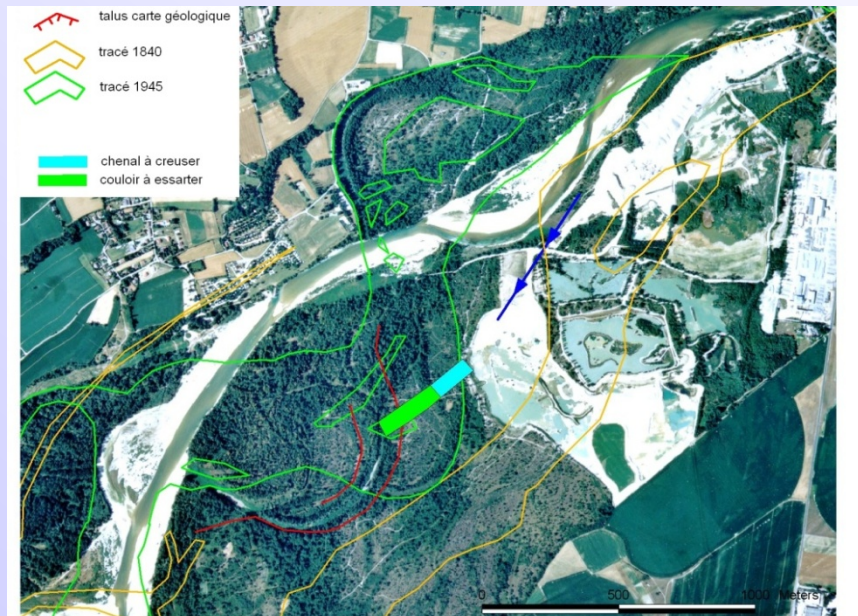 talus carte géologique
tracé 1840
tracé 1945
chenal à creuser
couloir à essarter
0 500 1000 Meters